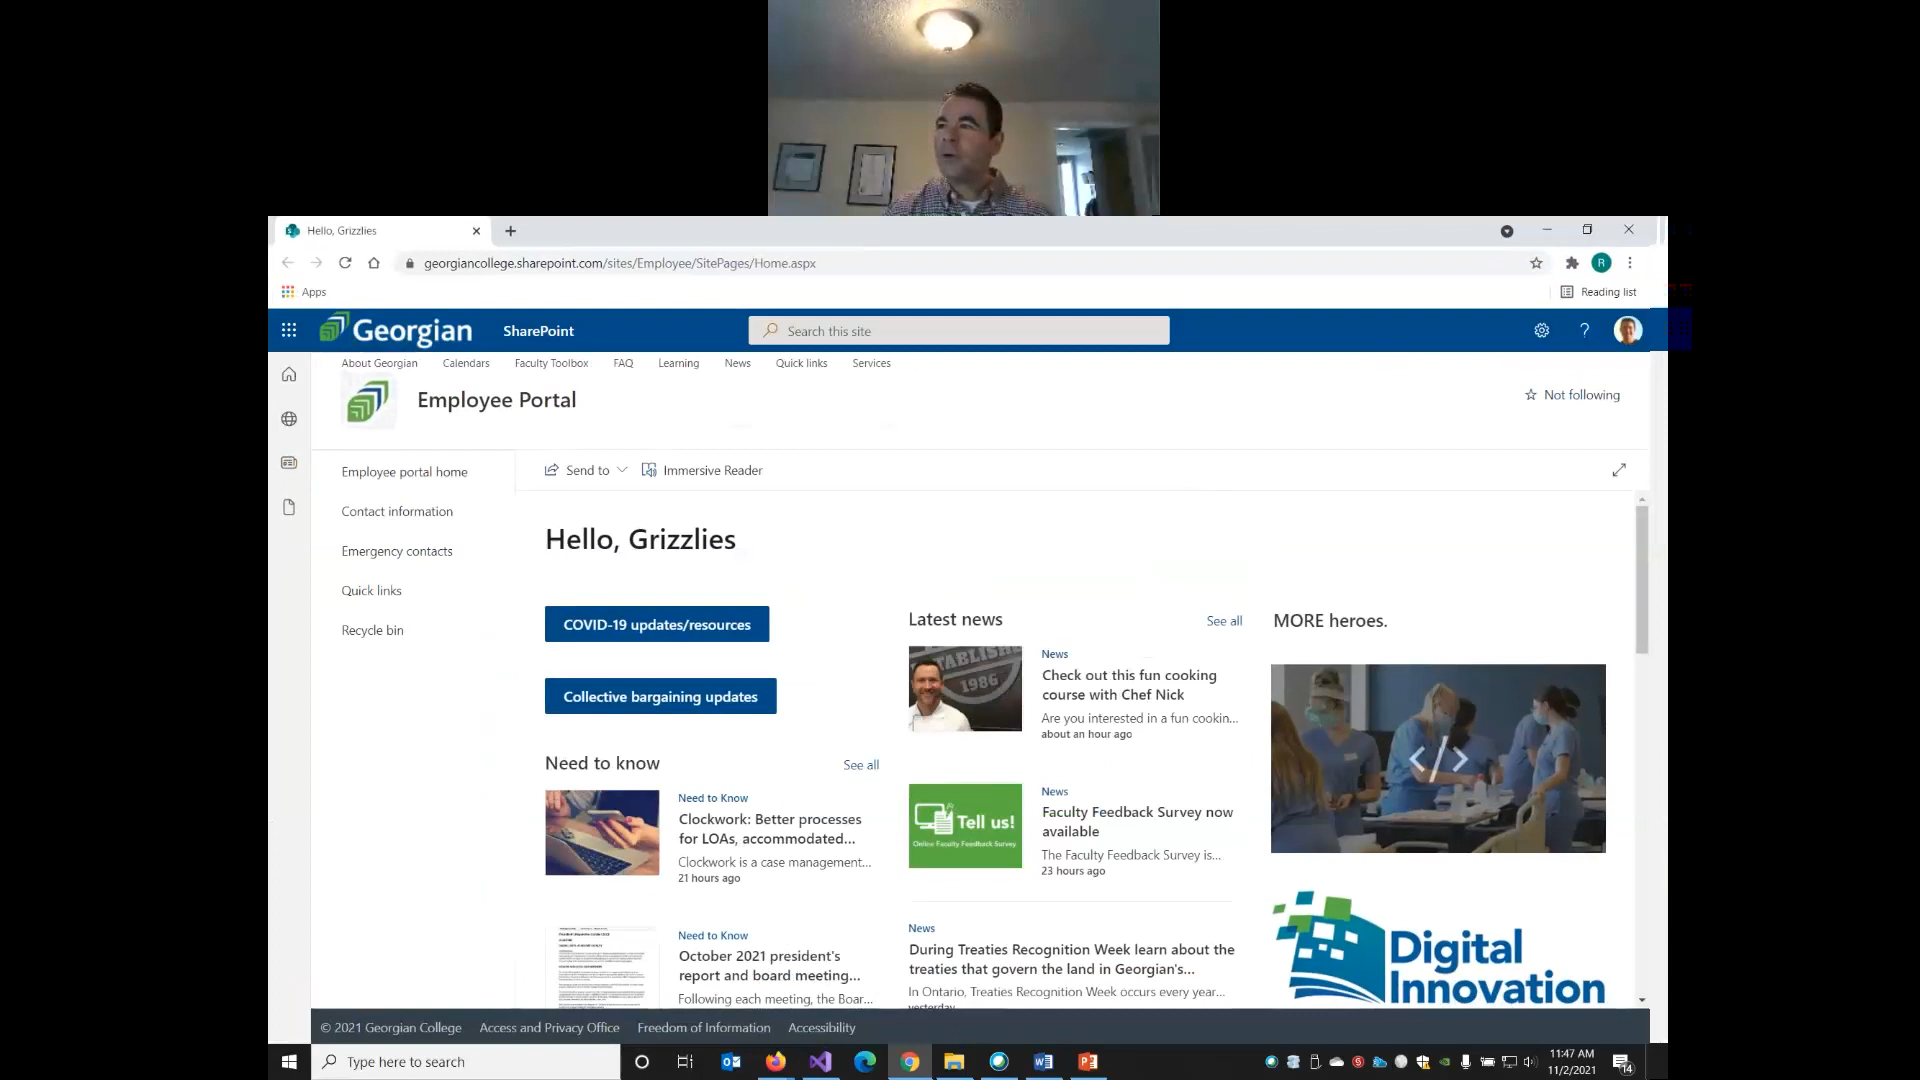 Hello, Grizzlies
georgiancollege.sharepoint.com/sites/Employee/SitePages/Home.aspx
R
Apps
Reading list
Georgian
SharePoint
Search this site
About Georgian
Calendars
Faculty Toolbox
FAQ
Learning
News
Quick links
Services
Employee Portal
Not following
Employee portal home
Contact information
Emergency contacts
Quick links
Recycle bin
Send to
Immersive Reader
Hello, Grizzlies
COVID-19 updates/resources
Collective bargaining updates
Need to know
See all
Need to Know
Clockwork: Better processes
for LOAs, accommodated...
Clockwork is a case management...
21 hours ago
Need to Know
October 2021 president's
report and board meeting...
Following each meeting, the Boar...
Latest news
See all
ESTABLISHED
1986
News
Check out this fun cooking
course with Chef Nick
Are you interested in a fun cookin...
about an hour ago
Tell us!
Online Faculty Feedback Survey
News
Faculty Feedback Survey now
available
The Faculty Feedback Survey is...
23 hours ago
News
During Treaties Recognition Week learn about the
treaties that govern the land in Georgian's...
In Ontario, Treaties Recognition Week occurs every year...
yesterday
MORE heroes.
</>
Digital
Innovation
© 2021 Georgian College
Access and Privacy Office
Freedom of Information
Accessibility
Type here to search
11:47 AM
11/2/2021
14